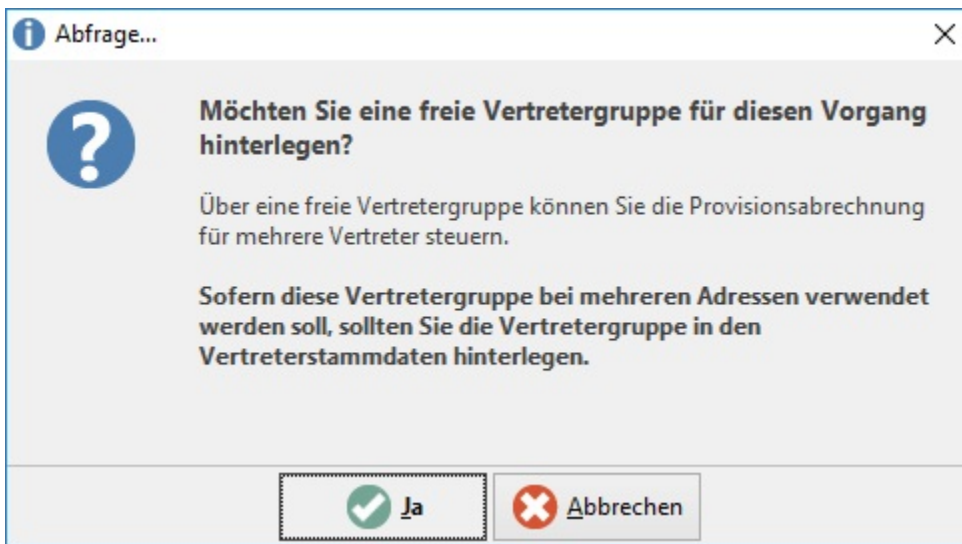 Abfrage...
Möchten Sie eine freie Vertretergruppe für diesen Vorgang
hinterlegen?
Über eine freie Vertretergruppe können Sie die Provisionsabrechnung
für mehrere Vertreter steuern.
Sofern diese Vertretergruppe bei mehreren Adressen verwendet
werden soll, sollten Sie die Vertretergruppe in den
Vertreterstammdaten hinterlegen.
Ja
Abbrechen